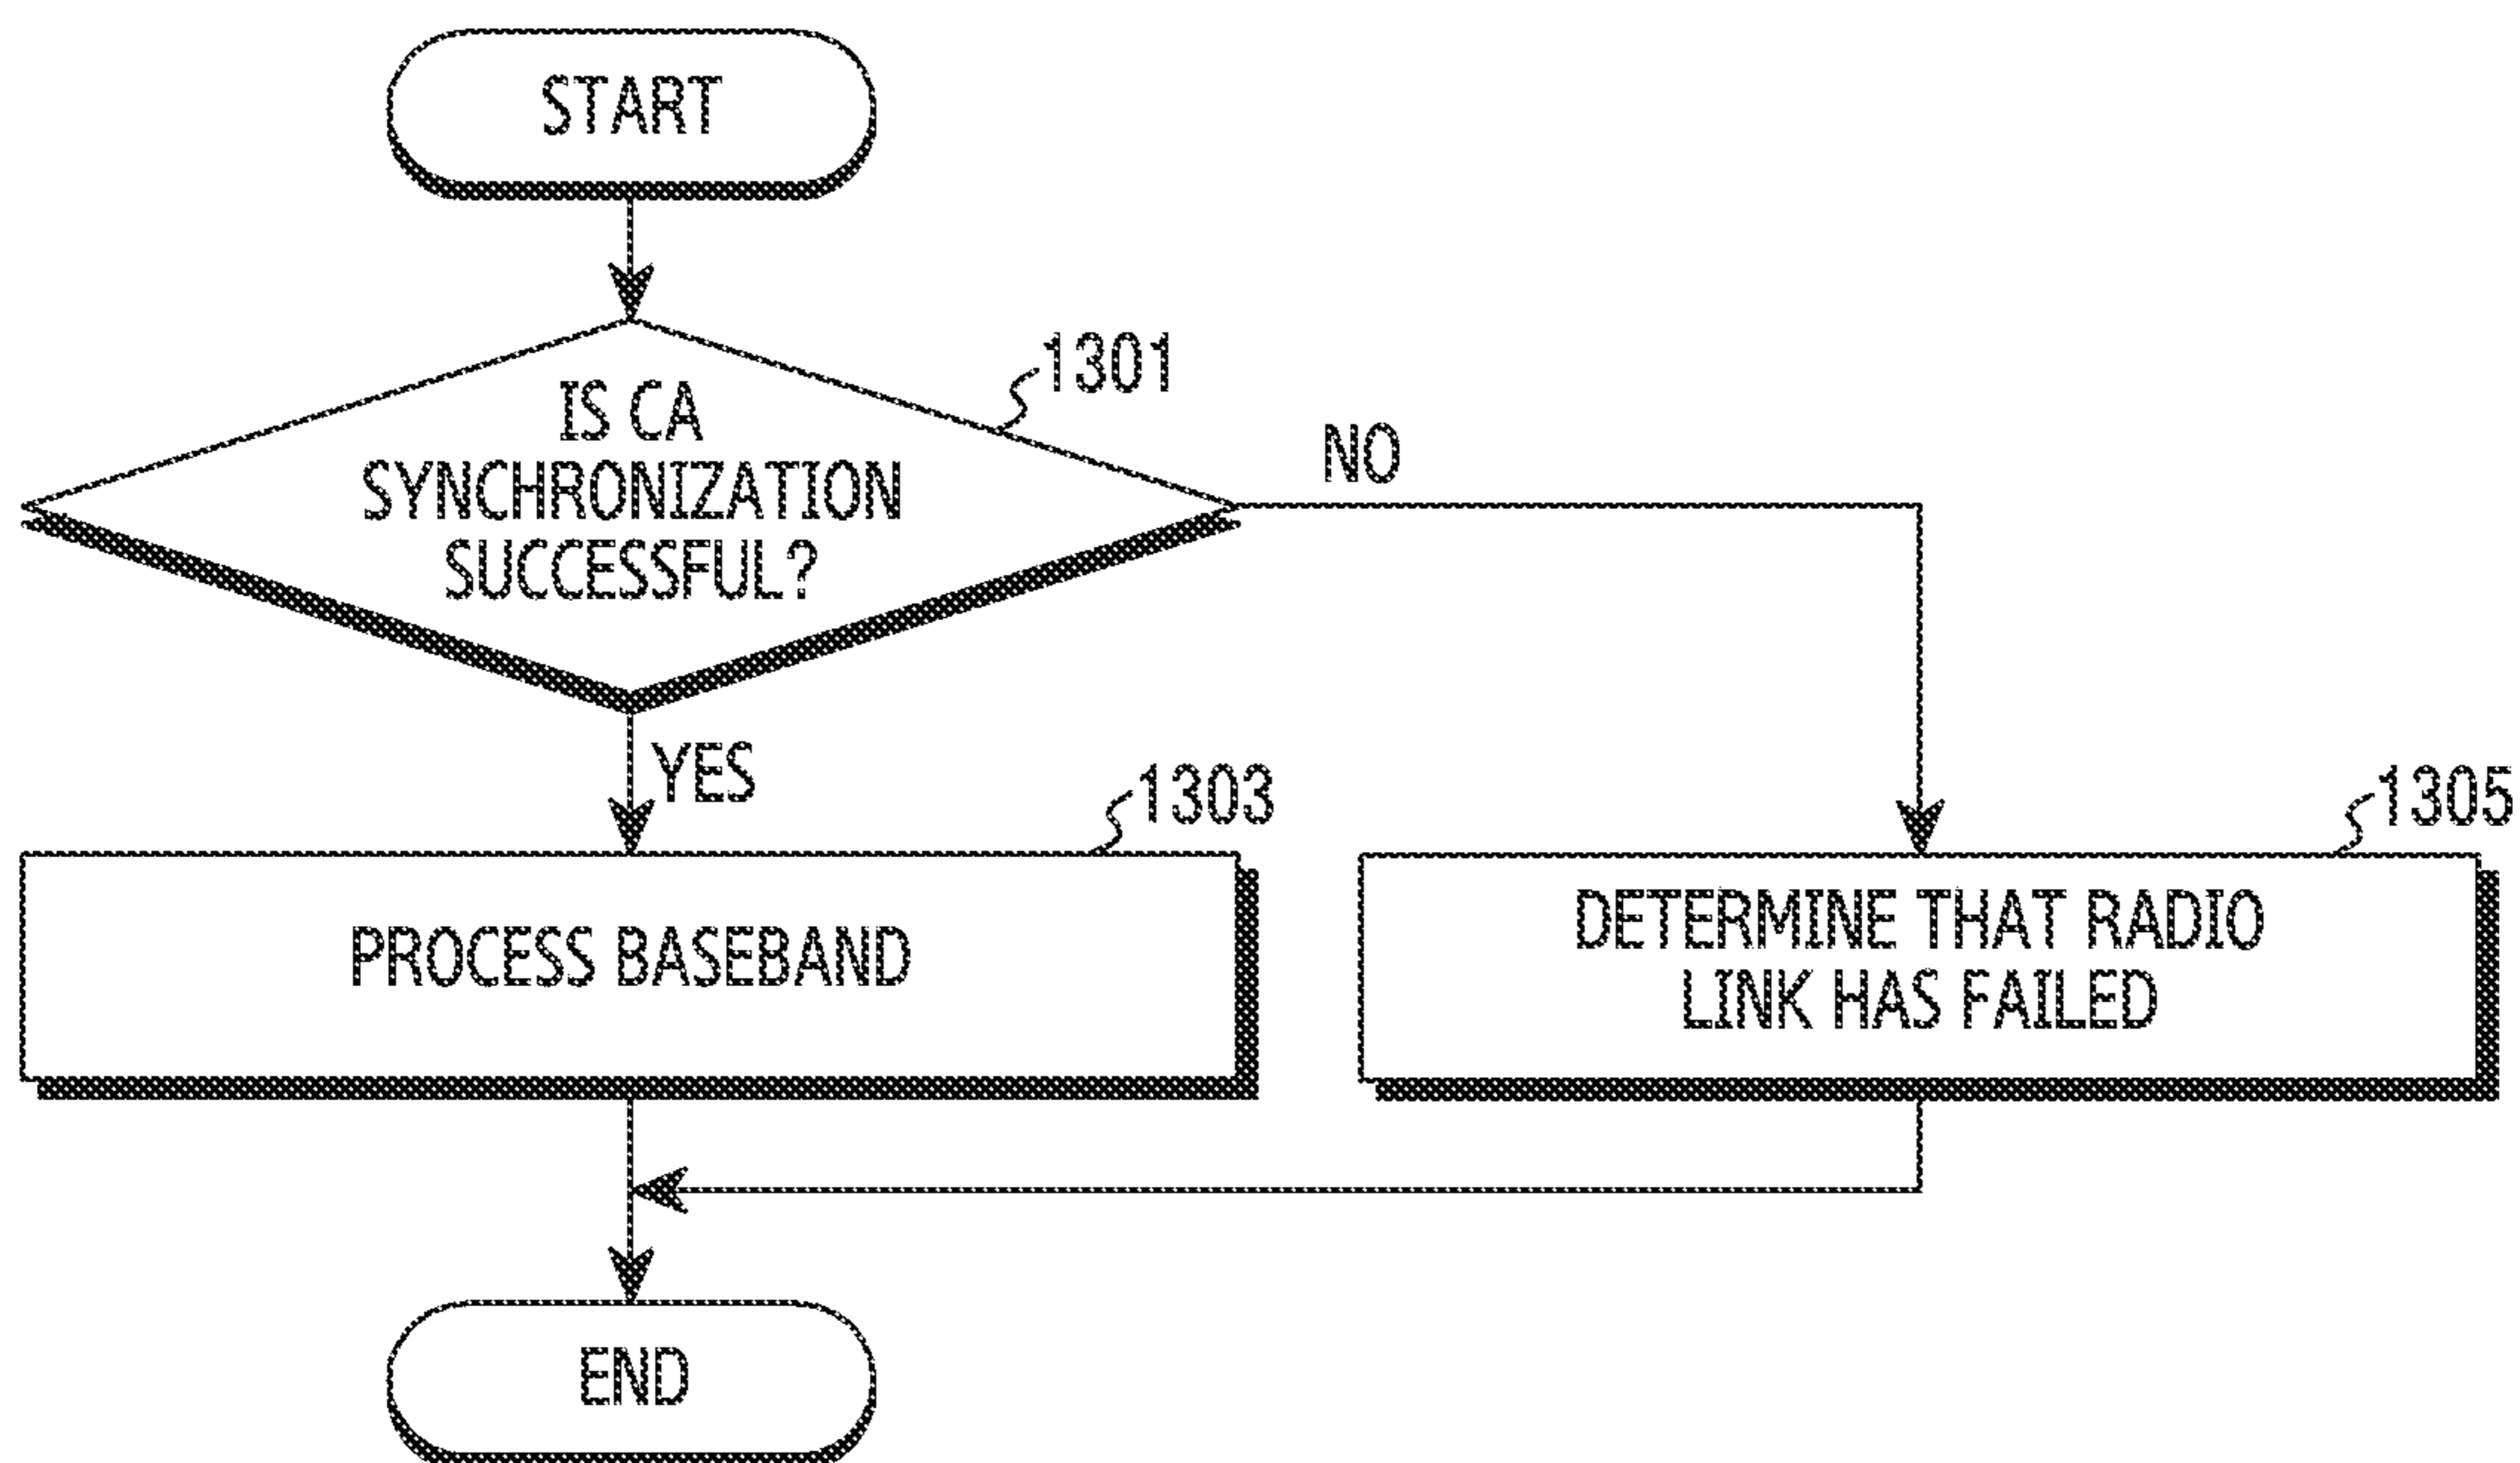 START
1301
IS CA
SYNCHRONIZATION
SUCCESSFUL?
NO
YES
1303
1305
PROCESS BASEBAND
DETERMINE THAT RADIO
LINK HAS FAILED
END